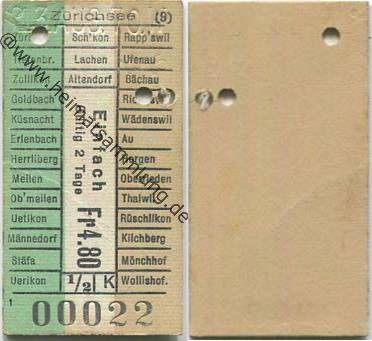 Zürichsee (9)
Sch'kon Rapp'swil
Lachen Ufenau
Altendorf Bächau
Goldbach
Küsnacht Wädenswil
Erlenbach Au
Herrliberg Horgen
Meilen Oberrieden
Ob'meilen Thalwil
Uetikon Rüschlikon
Männedorf Kilchberg
Stäfa Mönchhof
Uerikon Wollishof.
Einfach Fr 4.80
Gültig 2 Tage
1/2 K
1
00022
© www.heimatsammlung.de